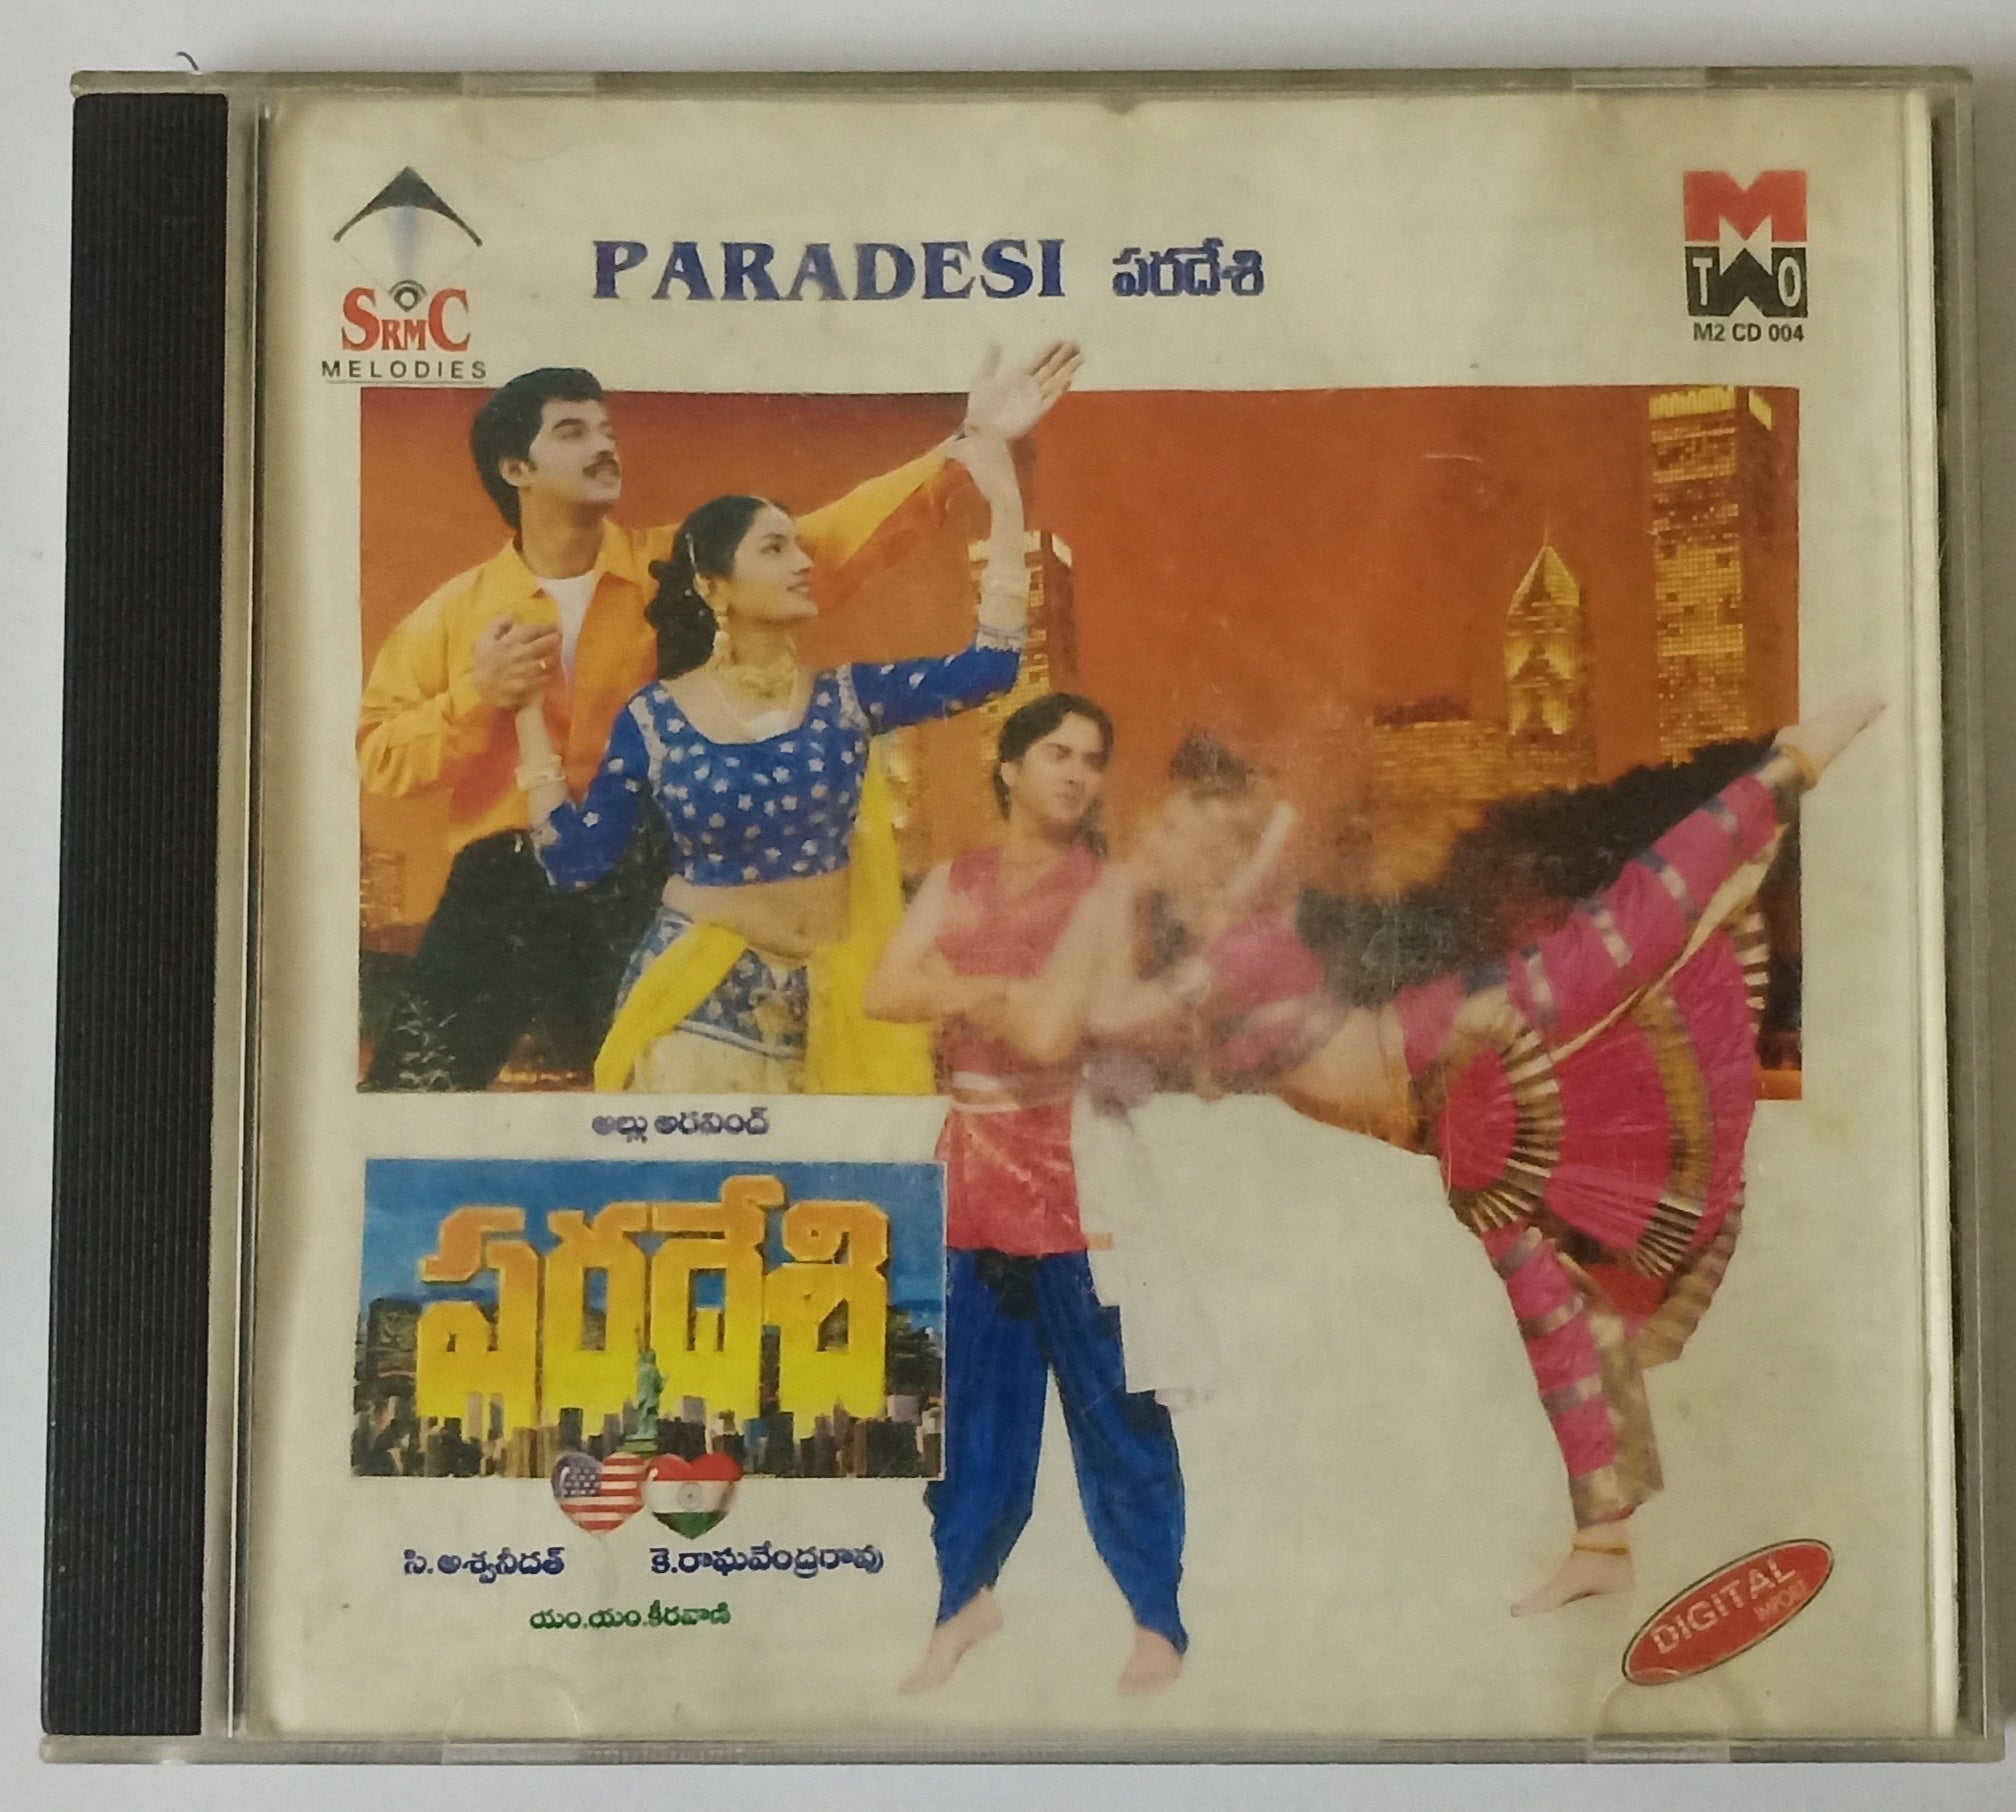 SRMC
MELODIES
PARADESI పరదేశి
M
TWO
M2 CD 004
అల్లు అరవింద్
పరదేశి
సి.అశ్వనీదత్ కె.రాఘవేంద్రరావు
యం.యం.కీరవాణి
DIGITAL
IMPORT